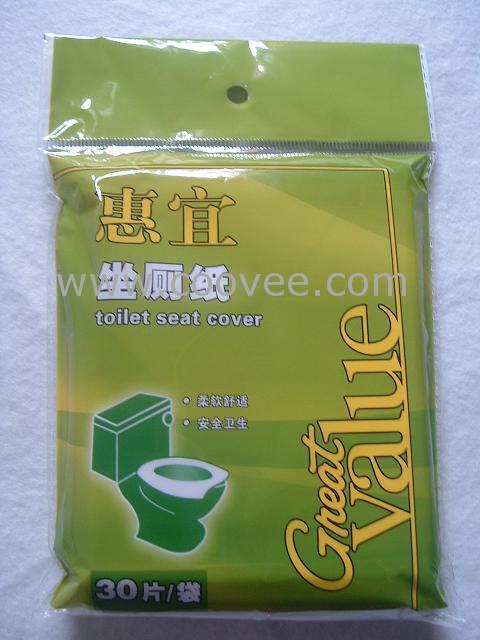 惠宜
坐厕纸
www.coovee.com
toilet seat cover
• 柔软舒适
• 安全卫生
Great
Value
30片/袋